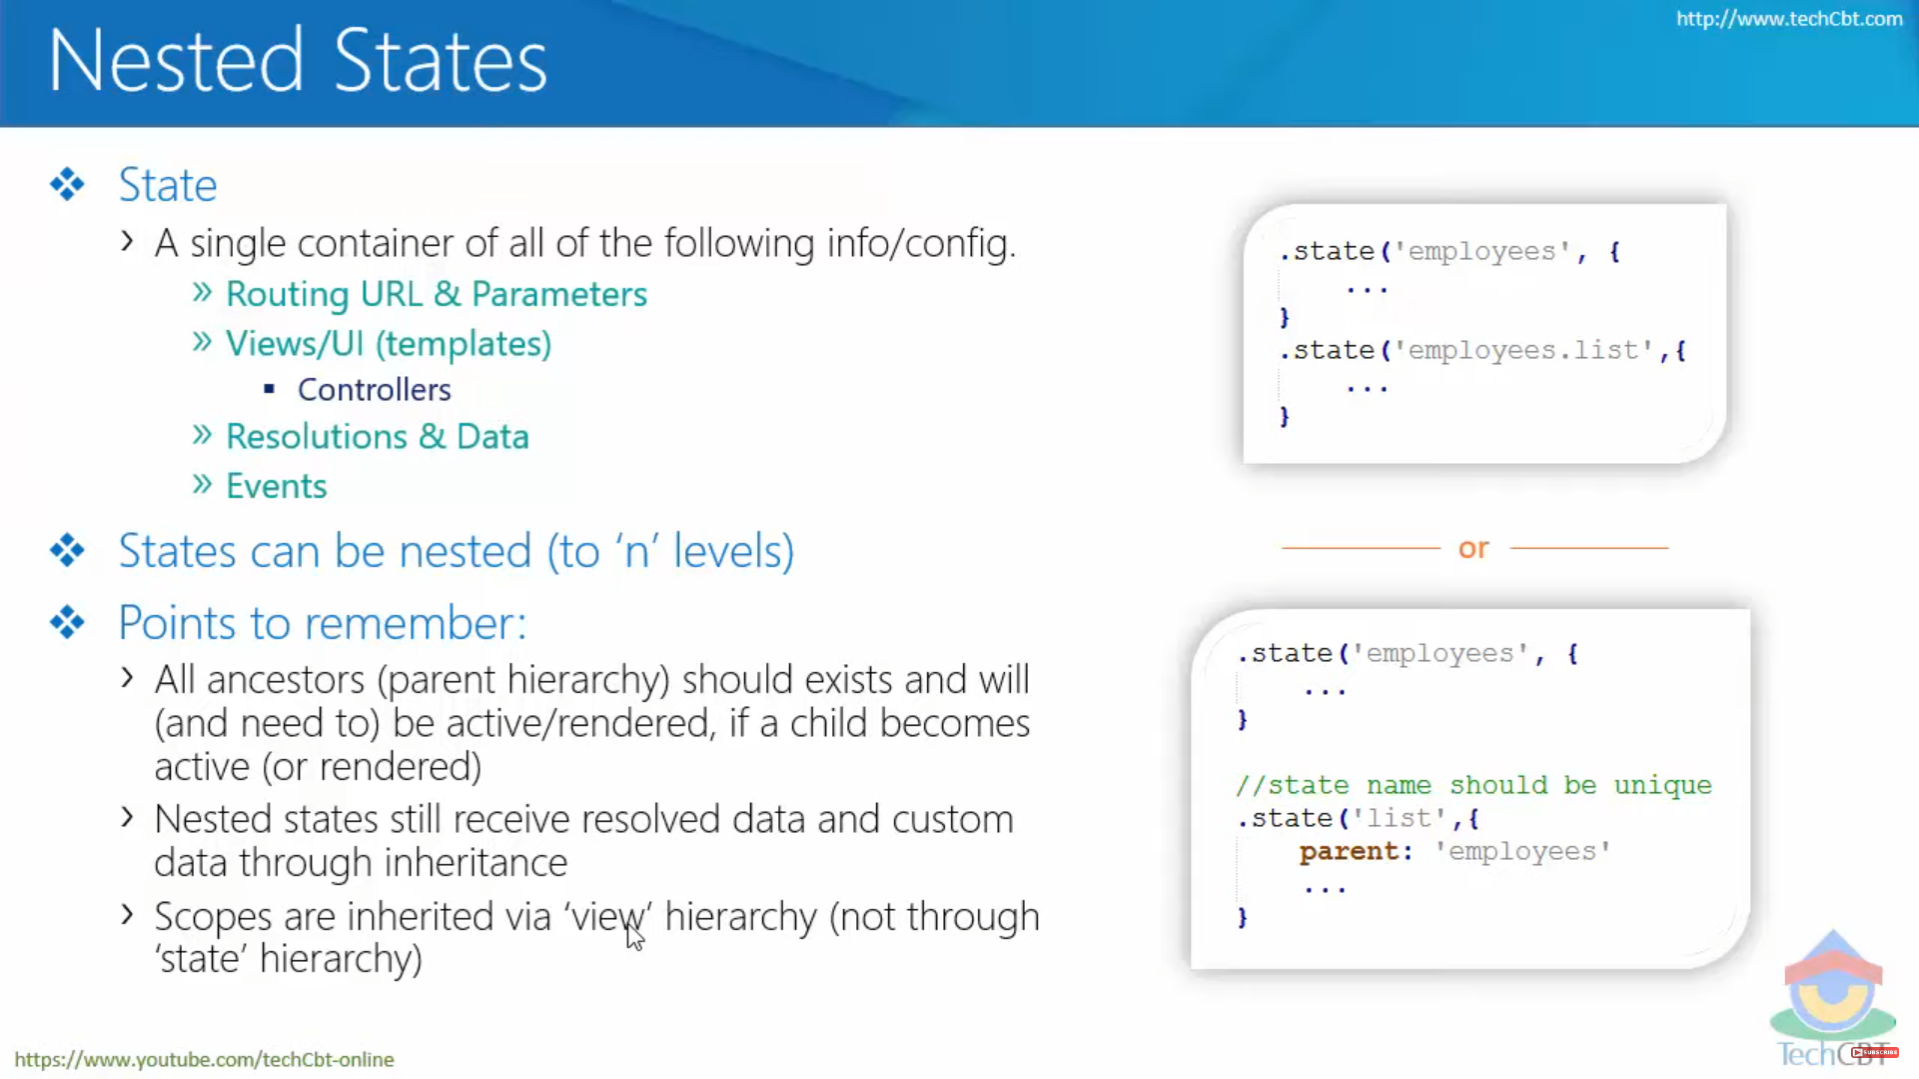 http://www.techCbt.com
Nested States
State
A single container of all of the following info/config.
Routing URL & Parameters
Views/UI (templates)
Controllers
Resolutions & Data
Events
States can be nested (to ‘n’ levels)
Points to remember:
All ancestors (parent hierarchy) should exists and will
(and need to) be active/rendered, if a child becomes
active (or rendered)
Nested states still receive resolved data and custom
data through inheritance
Scopes are inherited via ‘view’ hierarchy (not through
‘state’ hierarchy)
.state('employees', {
...
}
.state('employees.list',{
...
}
or
.state('employees', {
...
}
//state name should be unique
.state('list',{
parent: 'employees'
...
}
TechCBT
SUBSCRIBE
https://www.youtube.com/techCbt-online